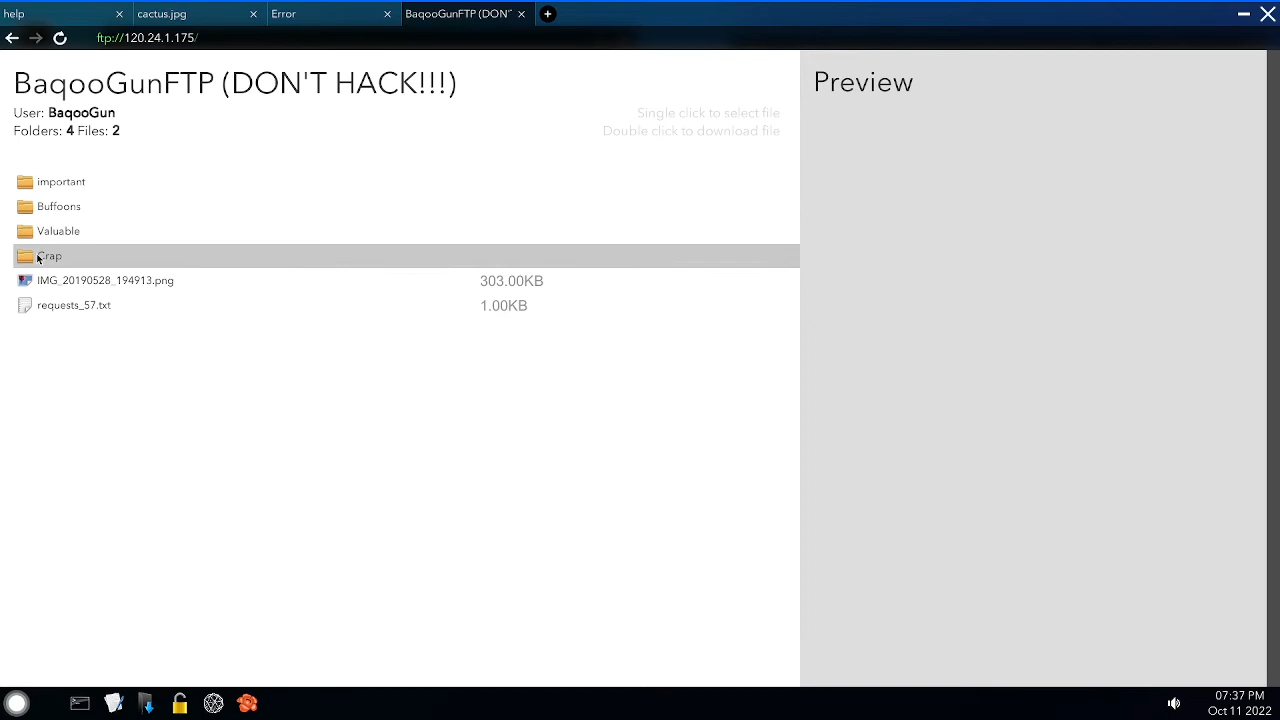 help
cactus.jpg
Error
BaqooGunFTP (DON'T
ftp://120.24.1.175/
BaqooGunFTP (DON'T HACK!!!)
User: BaqooGun
Folders: 4 Files: 2
Single click to select file
Double click to download file
Preview
important
Buffoons
Valuable
Crap
IMG_20190528_194913.png 303.00KB
requests_57.txt 1.00KB
07:37 PM
Oct 11 2022